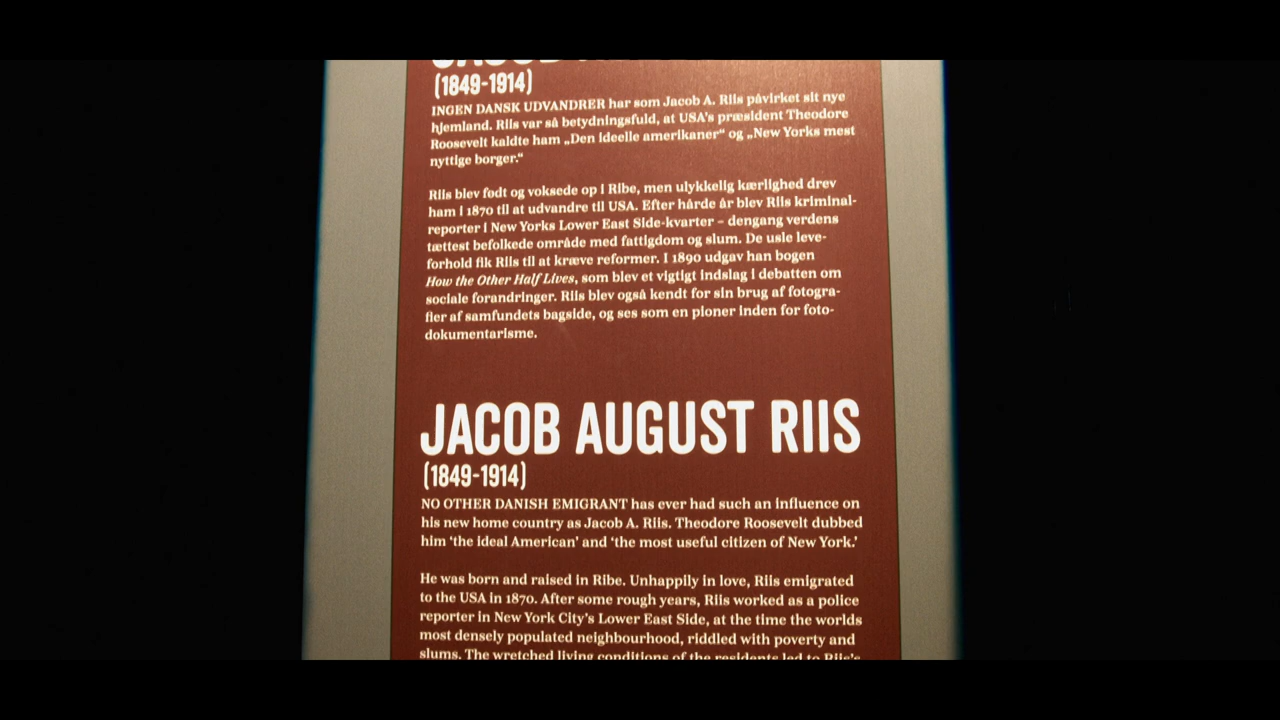 (1849-1914)
INGEN DANSK UDVANDRER har som Jacob A. Riis påvirket sit nye
hjemland. Riis var så betydningsfuld, at USA's præsident Theodore
Roosevelt kaldte ham „Den ideelle amerikaner“ og „New Yorks mest
nyttige borger.“
Riis blev født og voksede op i Ribe, men ulykkelig kærlighed drev
ham i 1870 til at udvandre til USA. Efter hårde år blev Riis kriminal-
reporter i New Yorks Lower East Side-kvarter – dengang verdens
tættest befolkede område med fattigdom og slum. De usle leve-
forhold fik Riis til at kræve reformer. I 1890 udgav han bogen
How the Other Half Lives, som blev et vigtigt indslag i debatten om
sociale forandringer. Riis blev også kendt for sin brug af fotogra-
fier af samfundets bagside, og ses som en pioner inden for foto-
dokumentarisme.
JACOB AUGUST RIIS
(1849-1914)
NO OTHER DANISH EMIGRANT has ever had such an influence on
his new home country as Jacob A. Riis. Theodore Roosevelt dubbed
him ‘the ideal American’ and ‘the most useful citizen of New York.’
He was born and raised in Ribe. Unhappily in love, Riis emigrated
to the USA in 1870. After some rough years, Riis worked as a police
reporter in New York City’s Lower East Side, at the time the worlds
most densely populated neighbourhood, riddled with poverty and
slums. The wretched living conditions of the residents led to Riis’s